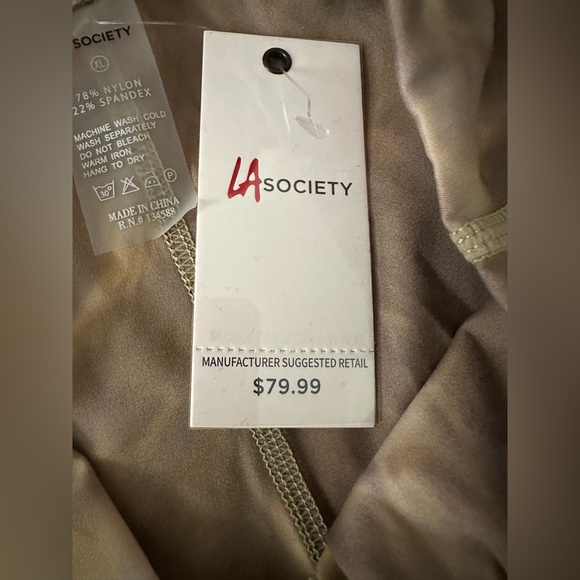 SOCIETY
XL
78% NYLON
22% SPANDEX
MACHINE WASH COLD
WASH SEPARATELY
DO NOT BLEACH
WARM IRON
HANG TO DRY
30°
MADE IN CHINA
R.N.# 134588
LA SOCIETY
MANUFACTURER SUGGESTED RETAIL
$79.99